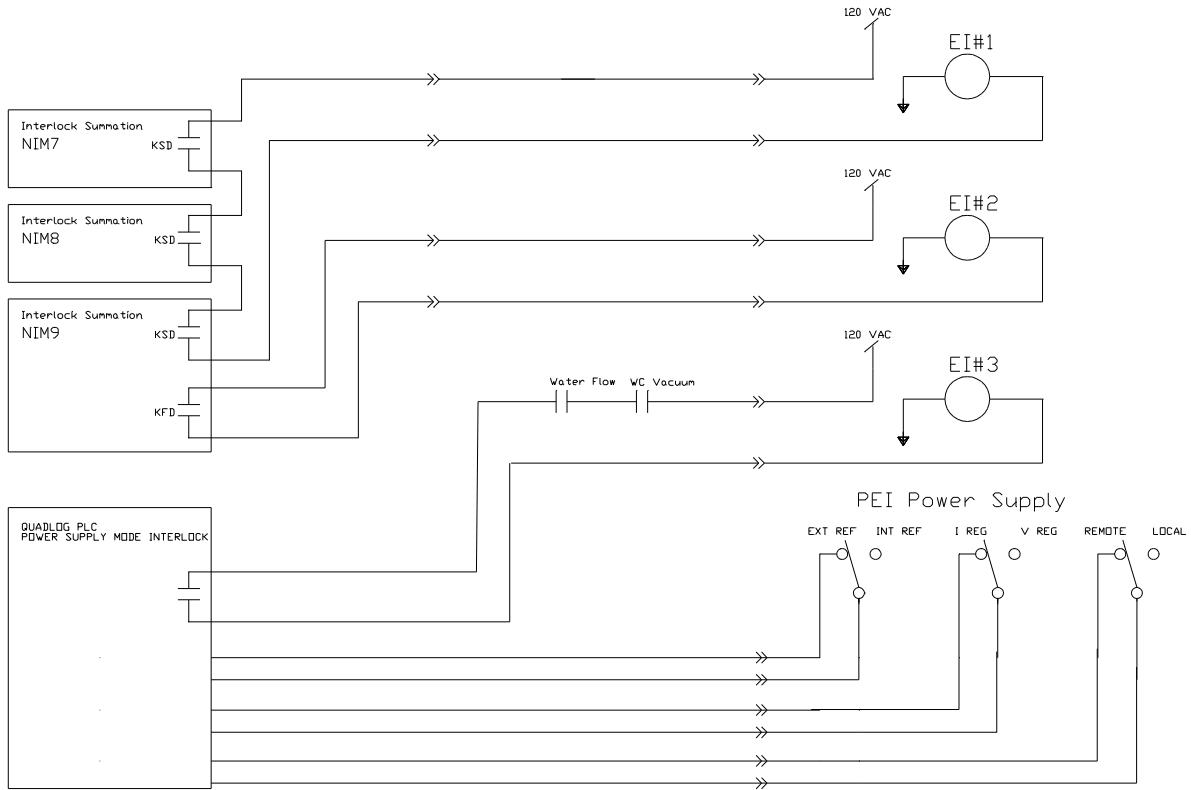 120 VAC
EI#1
Interlock Summation
NIM7
KSD
120 VAC
EI#2
Interlock Summation
NIM8
KSD
Interlock Summation
NIM9
KSD
KFD
120 VAC
EI#3
Water Flow WC Vacuum
PEI Power Supply
QUADLOG PLC
POWER SUPPLY MODE INTERLOCK
EXT REF INT REF I REG V REG REMOTE LOCAL